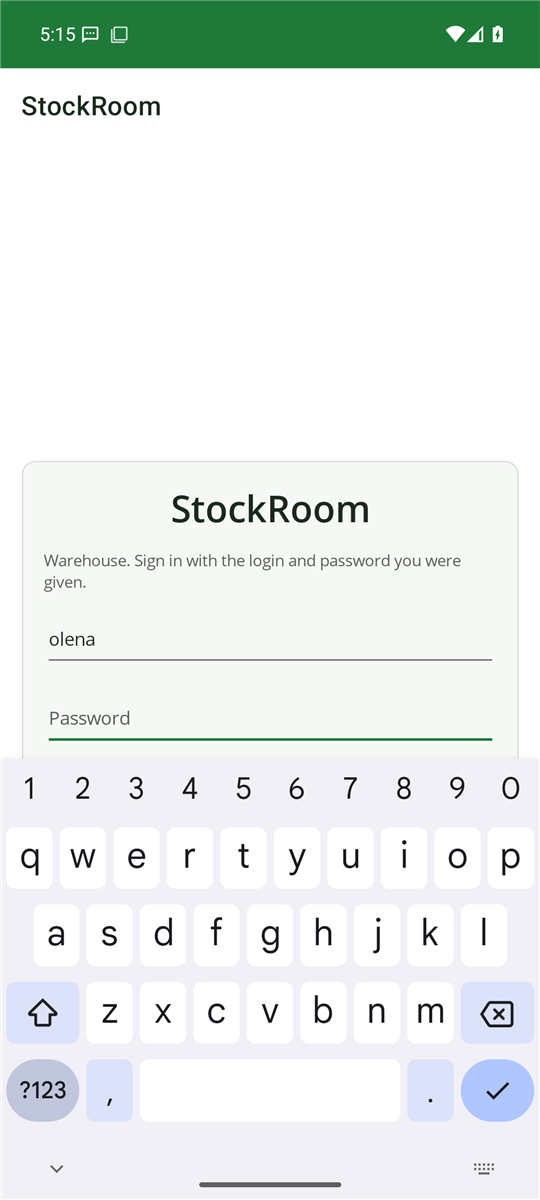 5:15
StockRoom
StockRoom
Warehouse. Sign in with the login and password you were
given.
olena
Password
1 2 3 4 5 6 7 8 9 0
q w e r t y u i o p
a s d f g h j k l
z x c v b n m
?123 , .